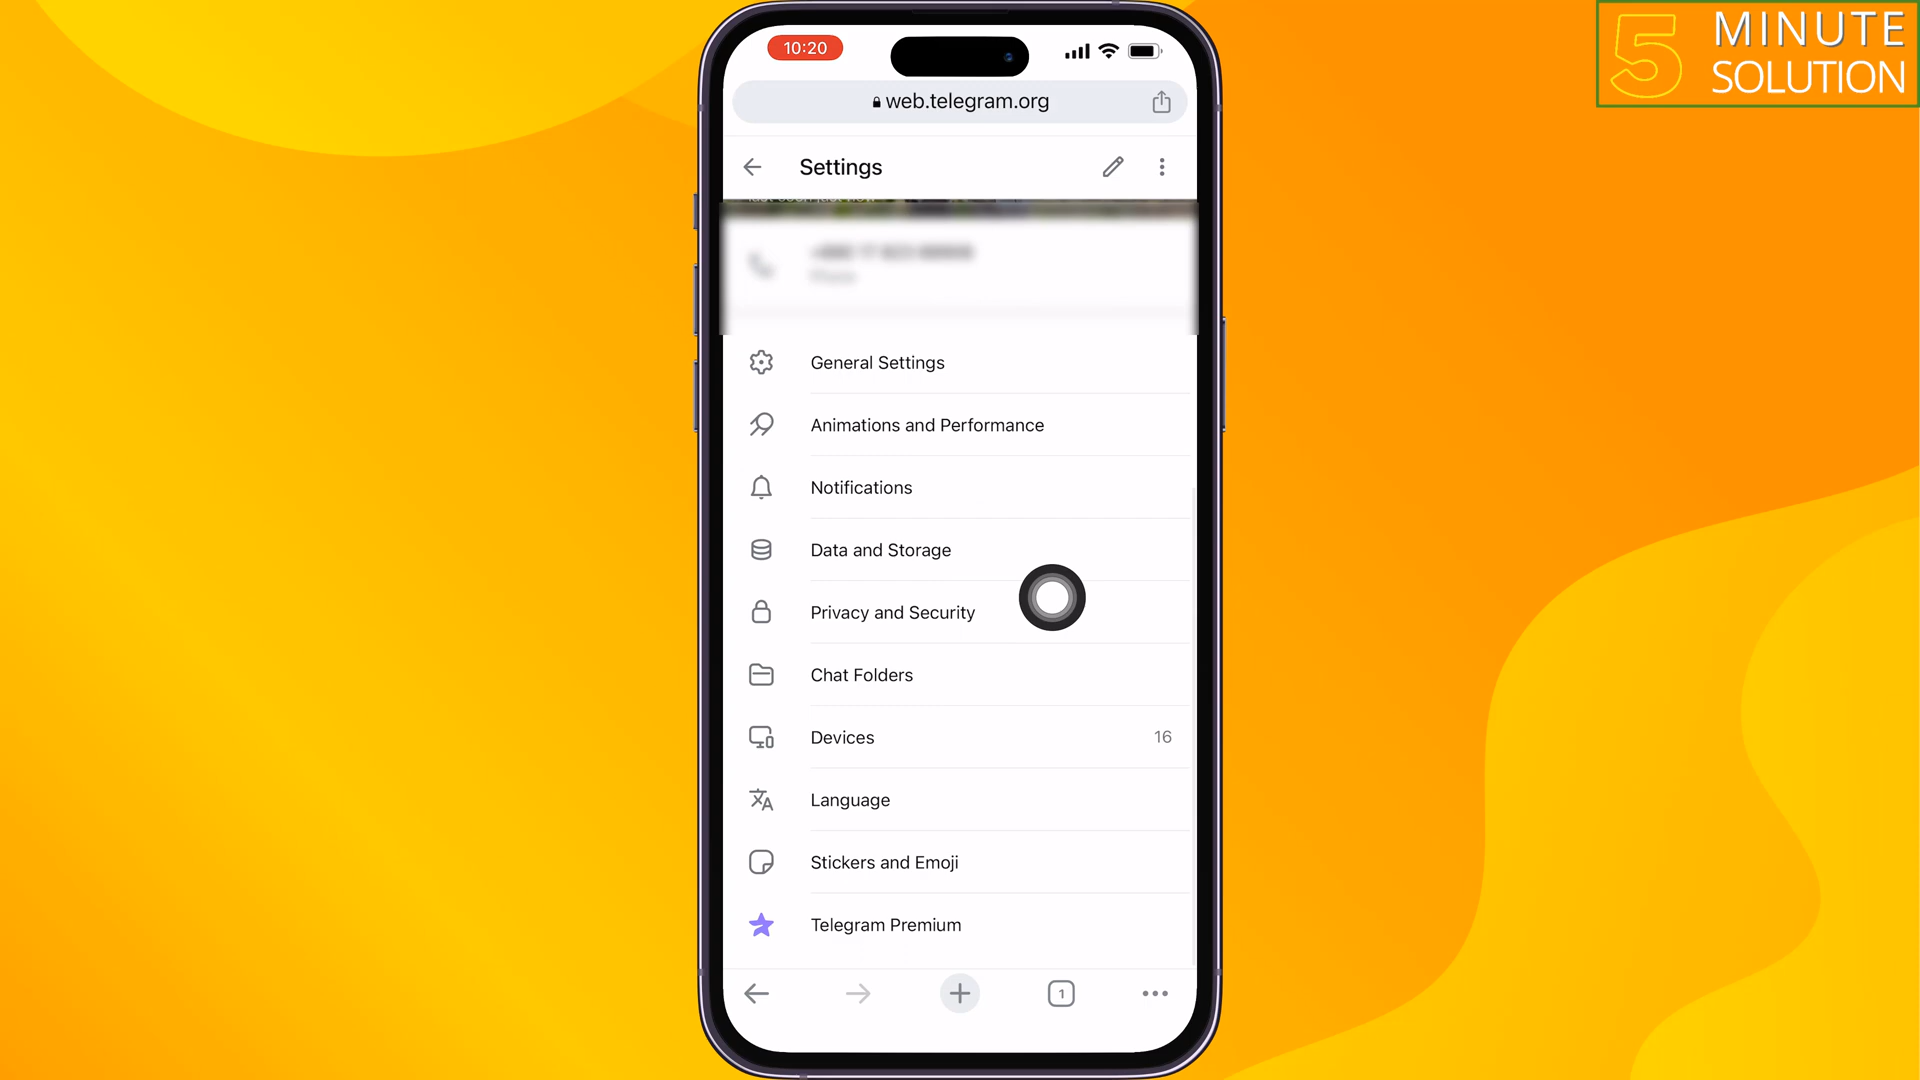 10:20
web.telegram.org
Settings
General Settings
Animations and Performance
Notifications
Data and Storage
Privacy and Security
Chat Folders
Devices
16
Language
Stickers and Emoji
Telegram Premium
1
5 MINUTE
SOLUTION